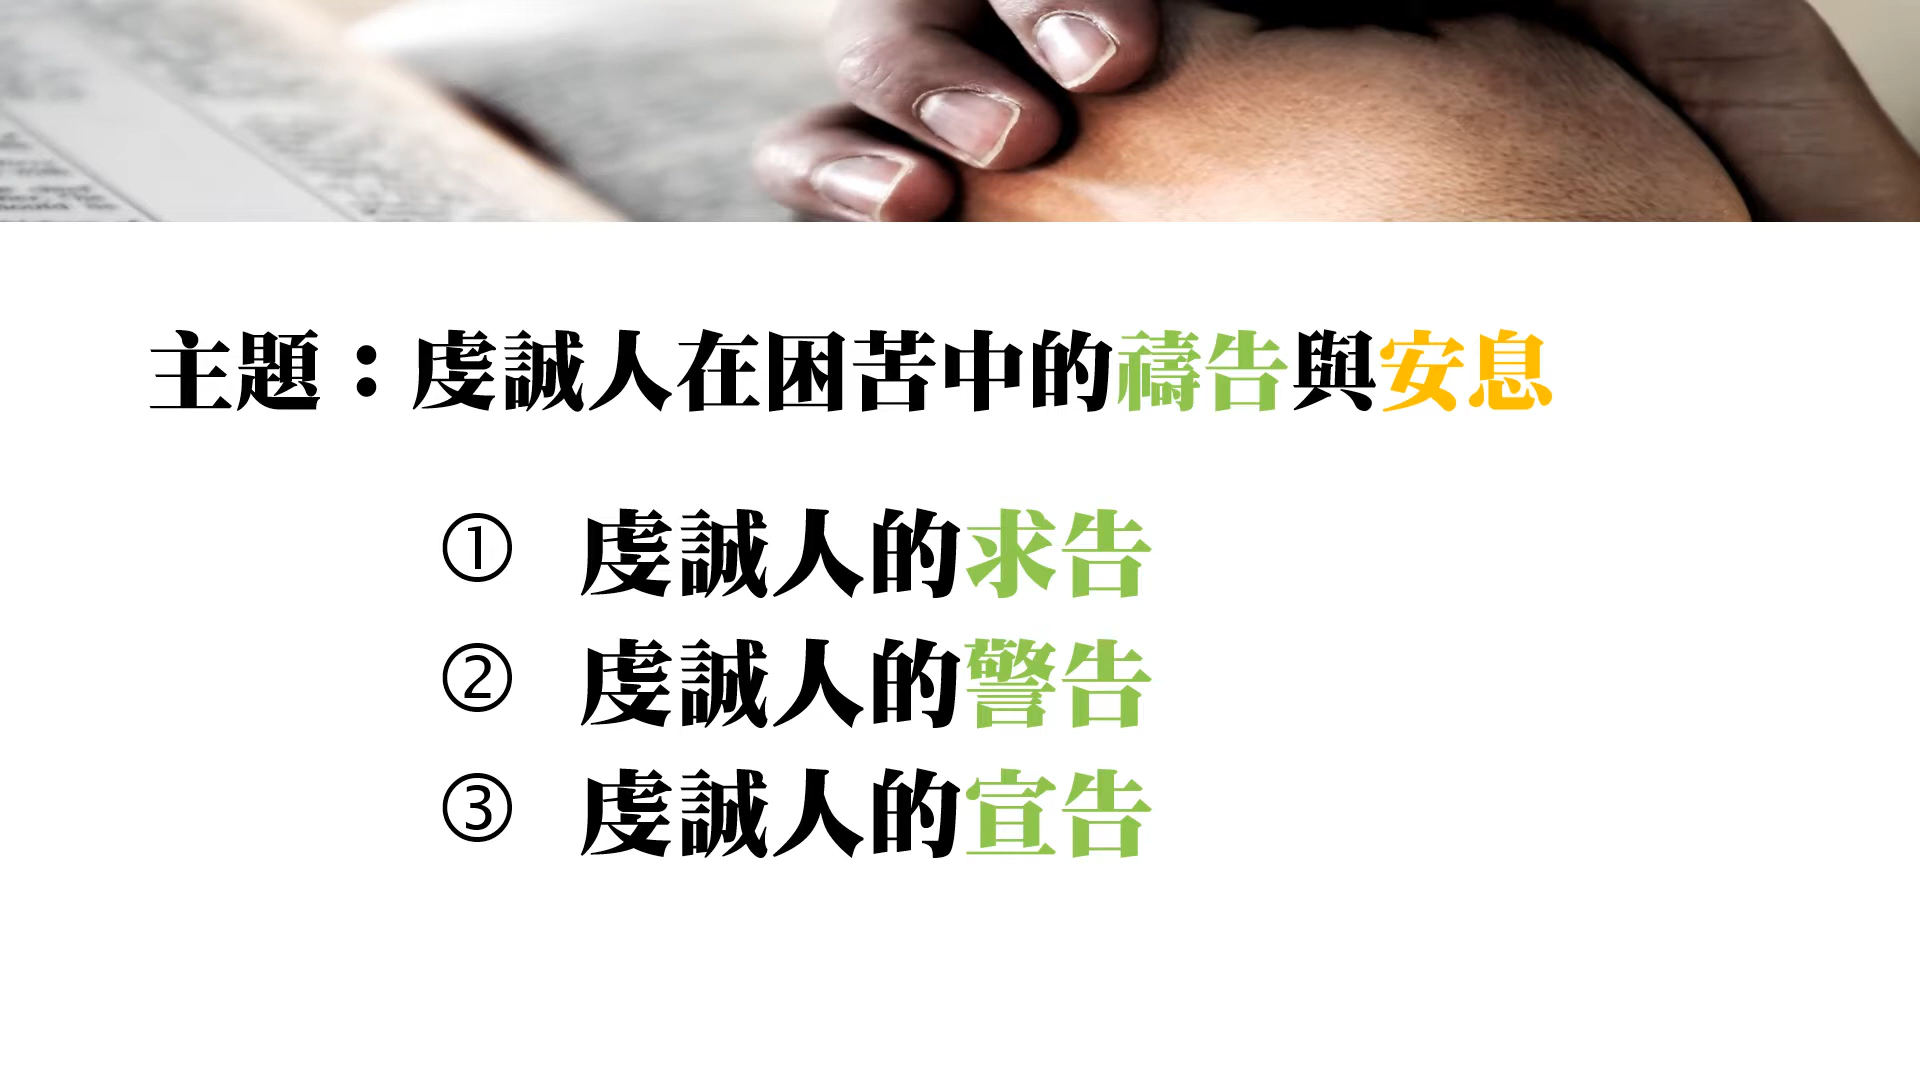 主題：虔誠人在困苦中的禱告與安息
① 虔誠人的求告
② 虔誠人的警告
③ 虔誠人的宣告